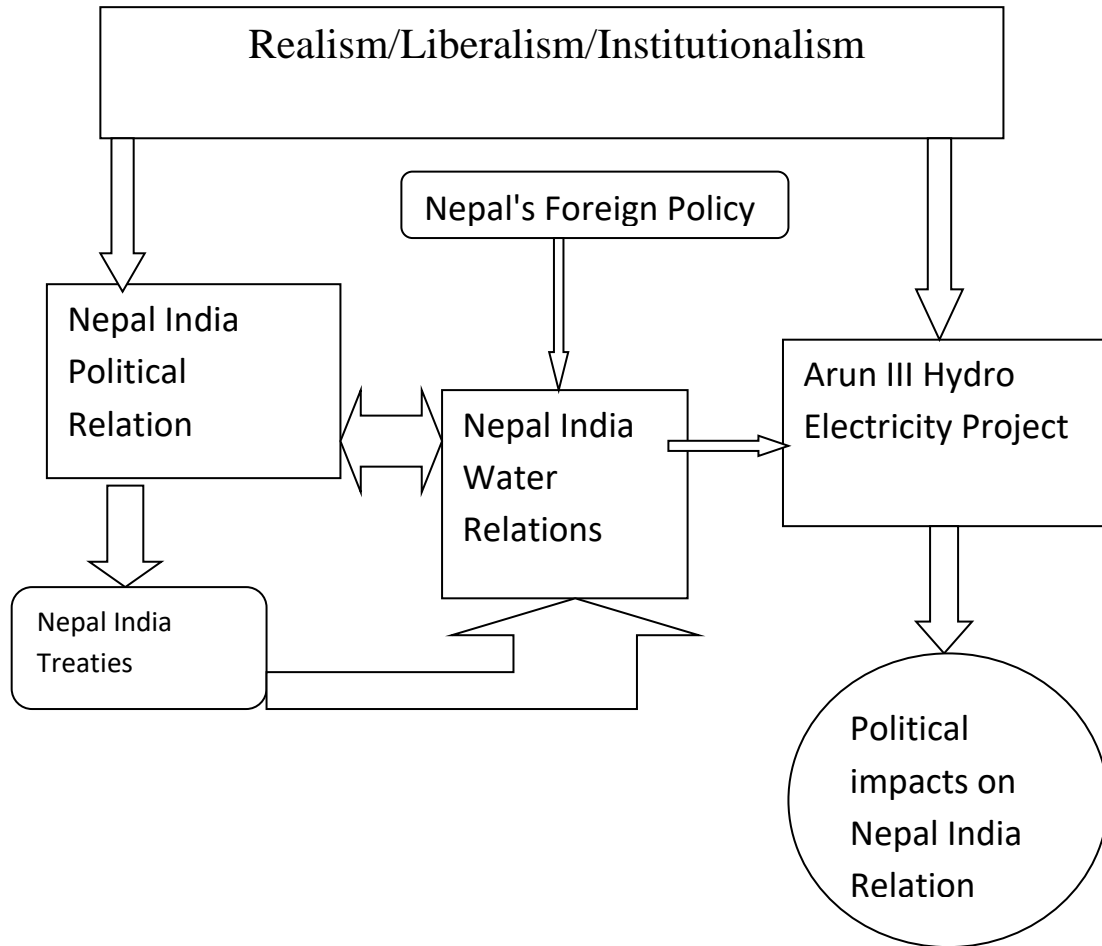 Realism/Liberalism/Institutionalism
Nepal's Foreign Policy
Nepal India
Political
Relation
Nepal India
Water
Relations
Arun III Hydro
Electricity Project
Nepal India
Treaties
Political
impacts on
Nepal India
Relation